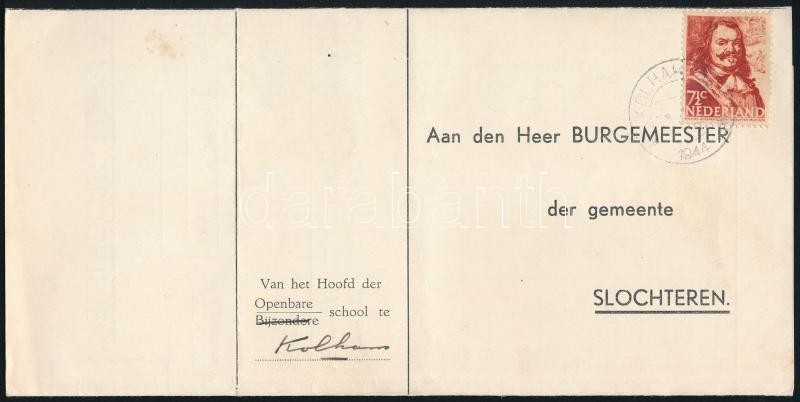 KOLHAM
1944
7½C
NEDERLAND
Aan den Heer BURGEMEESTER
der gemeente
SLOCHTEREN.
Van het Hoofd der
Openbare
Bijzondere school te
Kolham
darabanth